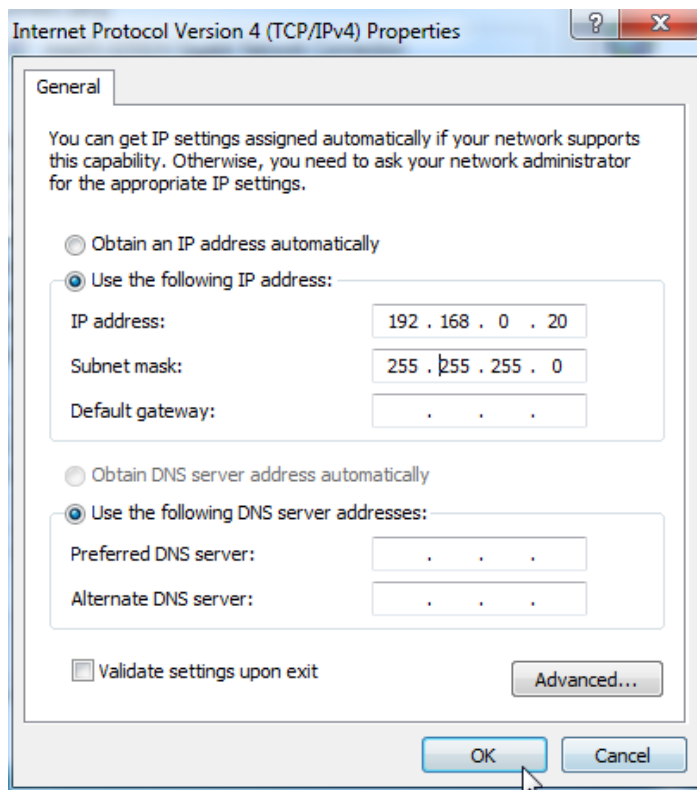 Internet Protocol Version 4 (TCP/IPv4) Properties
?
X
General
You can get IP settings assigned automatically if your network supports
this capability. Otherwise, you need to ask your network administrator
for the appropriate IP settings.
Obtain an IP address automatically
Use the following IP address:
IP address: 192 . 168 . 0 . 20
Subnet mask: 255 . 255 . 255 . 0
Default gateway: . . .
Obtain DNS server address automatically
Use the following DNS server addresses:
Preferred DNS server: . . .
Alternate DNS server: . . .
Validate settings upon exit
Advanced...
OK Cancel